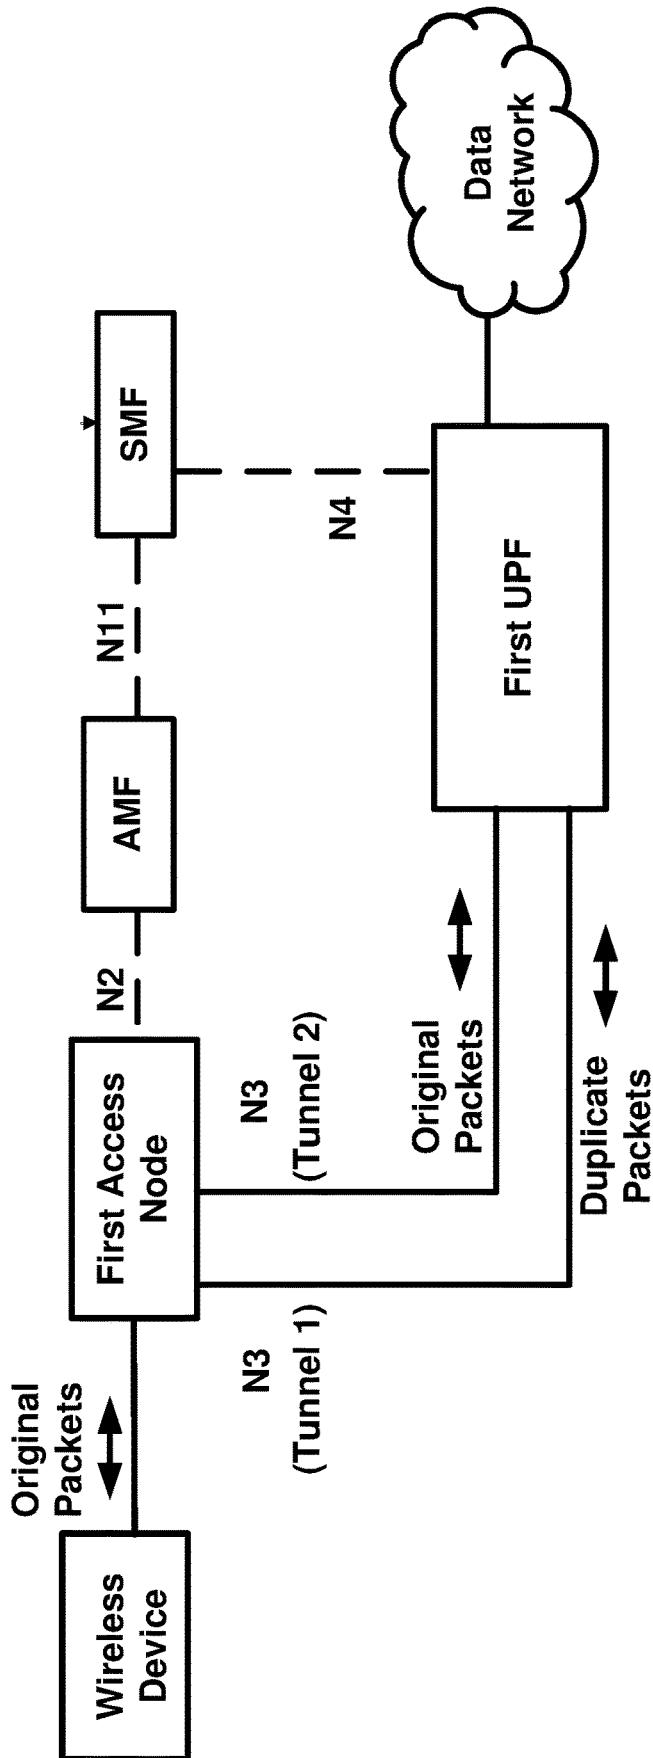 Original
Packets
Wireless
Device
First Access
Node
N2
AMF
N11
SMF
N3
(Tunnel 1)
N3
(Tunnel 2)
N4
Original
Packets
Duplicate
Packets
First UPF
Data
Network